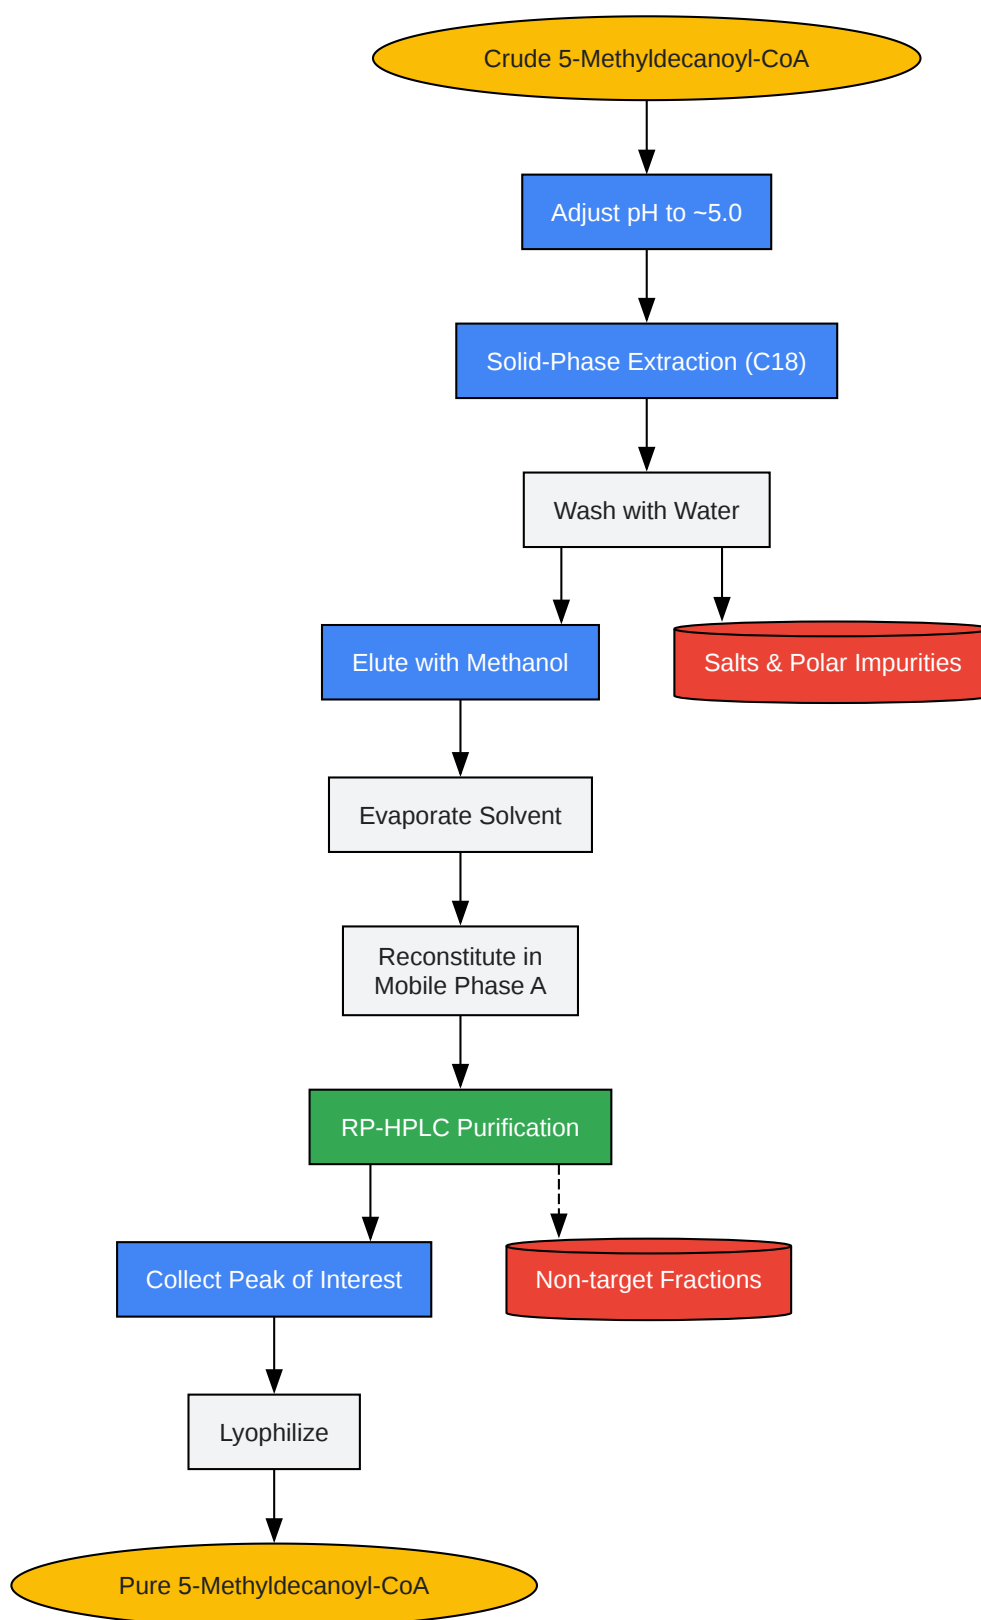 Crude 5-Methyldecanoyl-CoA
Adjust pH to ~5.0
Solid-Phase Extraction (C18)
Wash with Water
Elute with Methanol
Salts & Polar Impurities
Evaporate Solvent
Reconstitute in
Mobile Phase A
RP-HPLC Purification
Collect Peak of Interest
Non-target Fractions
Lyophilize
Pure 5-Methyldecanoyl-CoA